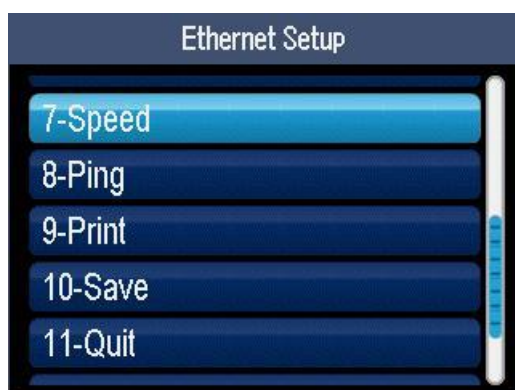 Ethernet Setup
7-Speed
8-Ping
9-Print
10-Save
11-Quit